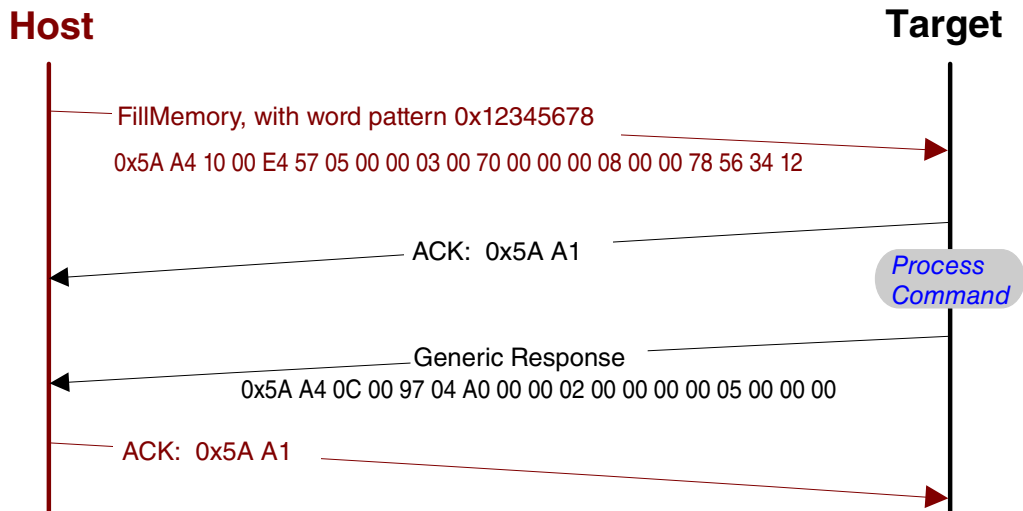 Host
Target
FillMemory, with word pattern 0x12345678
0x5A A4 10 00 E4 57 05 00 00 03 00 70 00 00 00 08 00 00 78 56 34 12
ACK: 0x5A A1
Process
Command
Generic Response
0x5A A4 0C 00 97 04 A0 00 00 02 00 00 00 00 05 00 00 00
ACK: 0x5A A1